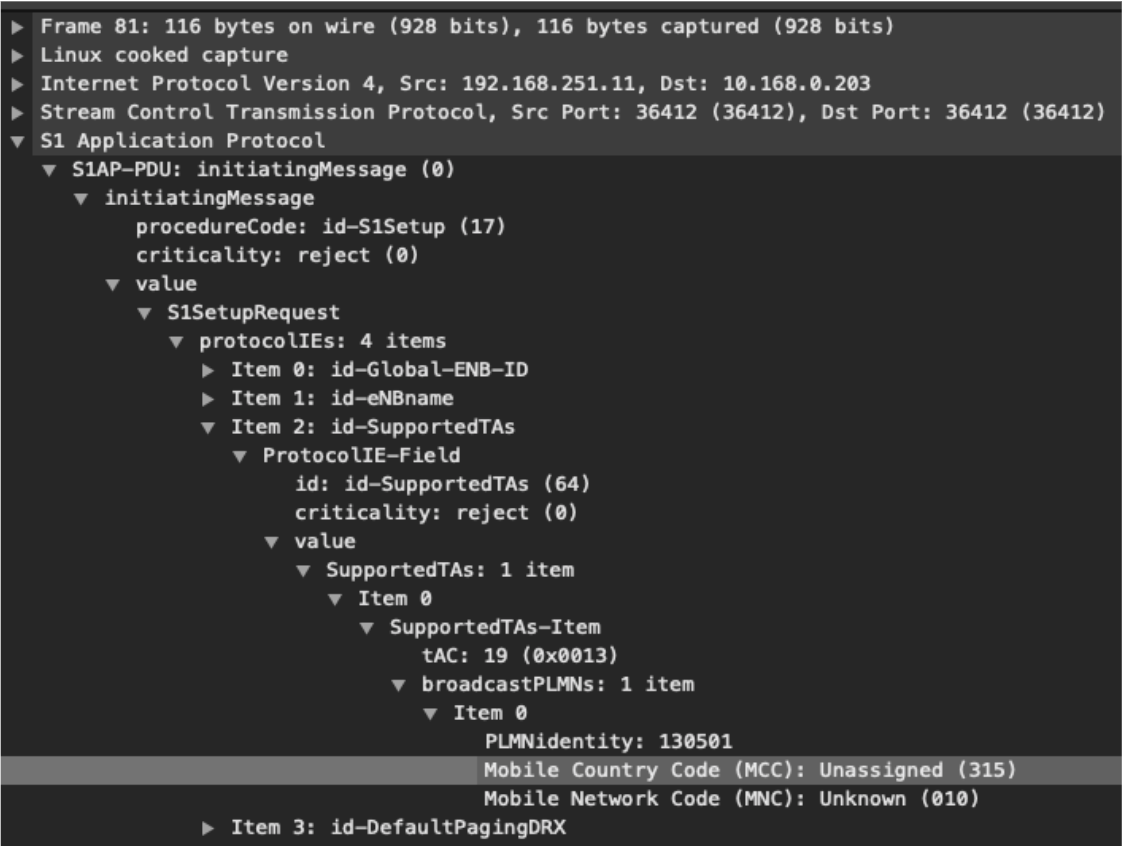 Frame 81: 116 bytes on wire (928 bits), 116 bytes captured (928 bits)
Linux cooked capture
Internet Protocol Version 4, Src: 192.168.251.11, Dst: 10.168.0.203
Stream Control Transmission Protocol, Src Port: 36412 (36412), Dst Port: 36412 (36412)
S1 Application Protocol
S1AP-PDU: initiatingMessage (0)
initiatingMessage
procedureCode: id-S1Setup (17)
criticality: reject (0)
value
S1SetupRequest
protocolIEs: 4 items
Item 0: id-Global-ENB-ID
Item 1: id-eNBname
Item 2: id-SupportedTAs
ProtocolIE-Field
id: id-SupportedTAs (64)
criticality: reject (0)
value
SupportedTAs: 1 item
Item 0
SupportedTAs-Item
tAC: 19 (0x0013)
broadcastPLMNs: 1 item
Item 0
PLMNidentity: 130501
Mobile Country Code (MCC): Unassigned (315)
Mobile Network Code (MNC): Unknown (010)
Item 3: id-DefaultPagingDRX